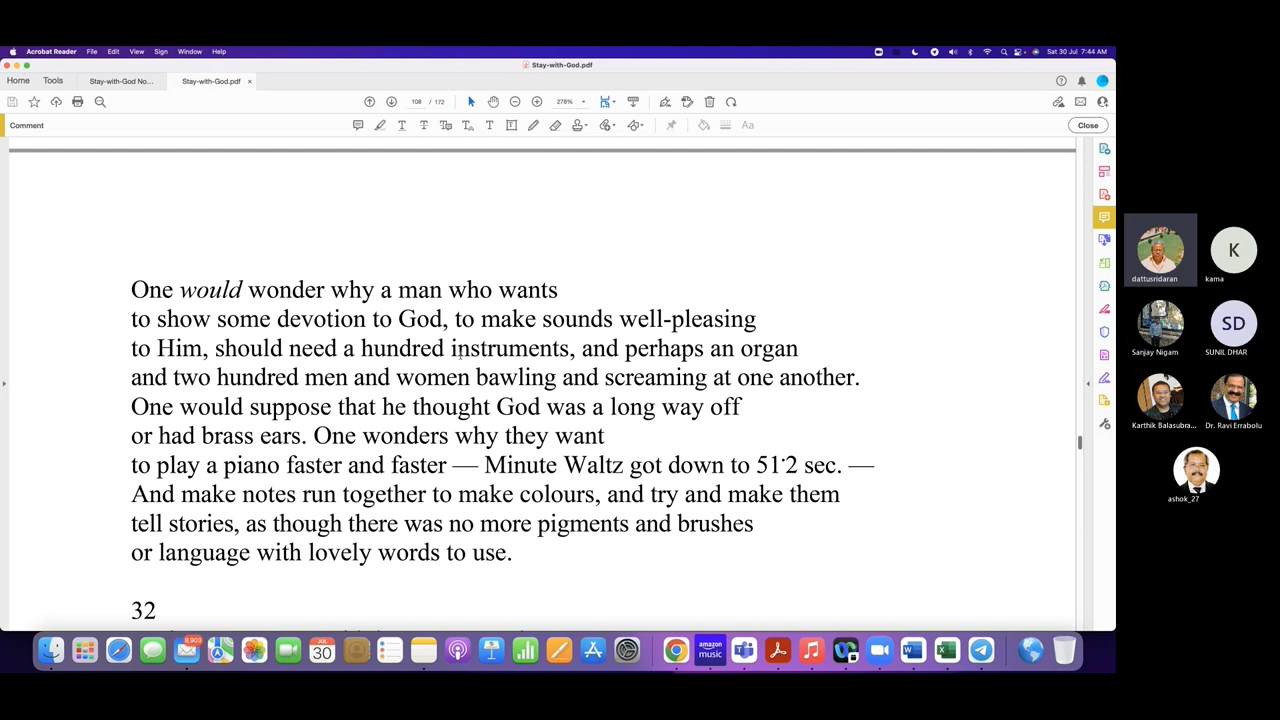 Acrobat Reader File Edit View Sign Window Help Sat 30 Jul 7:44 AM
Stay-with-God.pdf
Home Tools Stay-with-God No... Stay-with-God.pdf ×
108 / 172 278%
Comment Close
One would wonder why a man who wants
to show some devotion to God, to make sounds well-pleasing
to Him, should need a hundred instruments, and perhaps an organ
and two hundred men and women bawling and screaming at one another.
One would suppose that he thought God was a long way off
or had brass ears. One wonders why they want
to play a piano faster and faster — Minute Waltz got down to 51·2 sec. —
And make notes run together to make colours, and try and make them
tell stories, as though there was no more pigments and brushes
or language with lovely words to use.
32
dattusridaran
K
kama
Sanjay Nigam
SD
SUNIL DHAR
Karthik Balasubra...
Dr. Ravi Errabolu
ashok_27
8,903
JUL
30
amazon
music